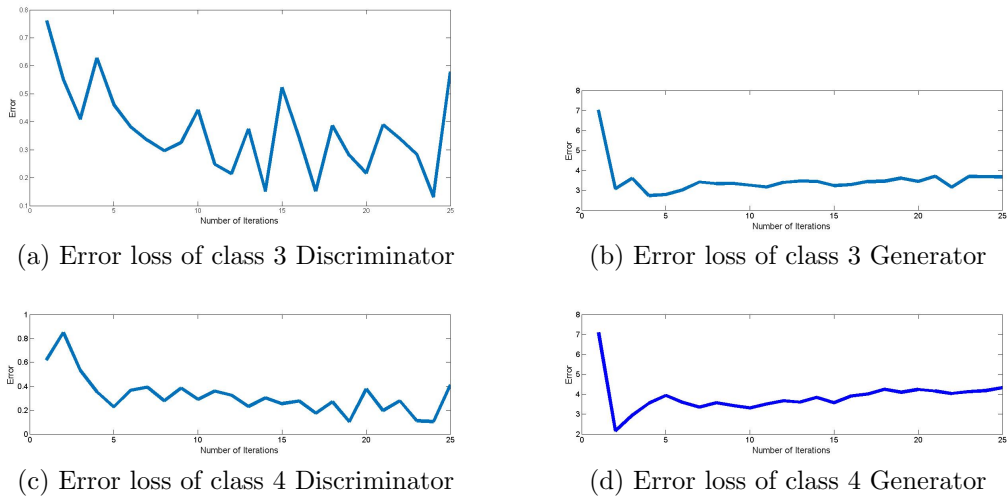 0.8
0.7
0.6
0.5
0.4
0.3
0.2
0.1
Error
0 5 10 15 20 25
Number of Iterations
(a) Error loss of class 3 Discriminator
8
7
6
5
4
3
2
Error
0 5 10 15 20 25
Number of Iterations
(b) Error loss of class 3 Generator
1
0.8
0.6
0.4
0.2
0
Error
0 5 10 15 20 25
Number of Iterations
(c) Error loss of class 4 Discriminator
8
7
6
5
4
3
2
Error
0 5 10 15 20 25
Number of Iterations
(d) Error loss of class 4 Generator